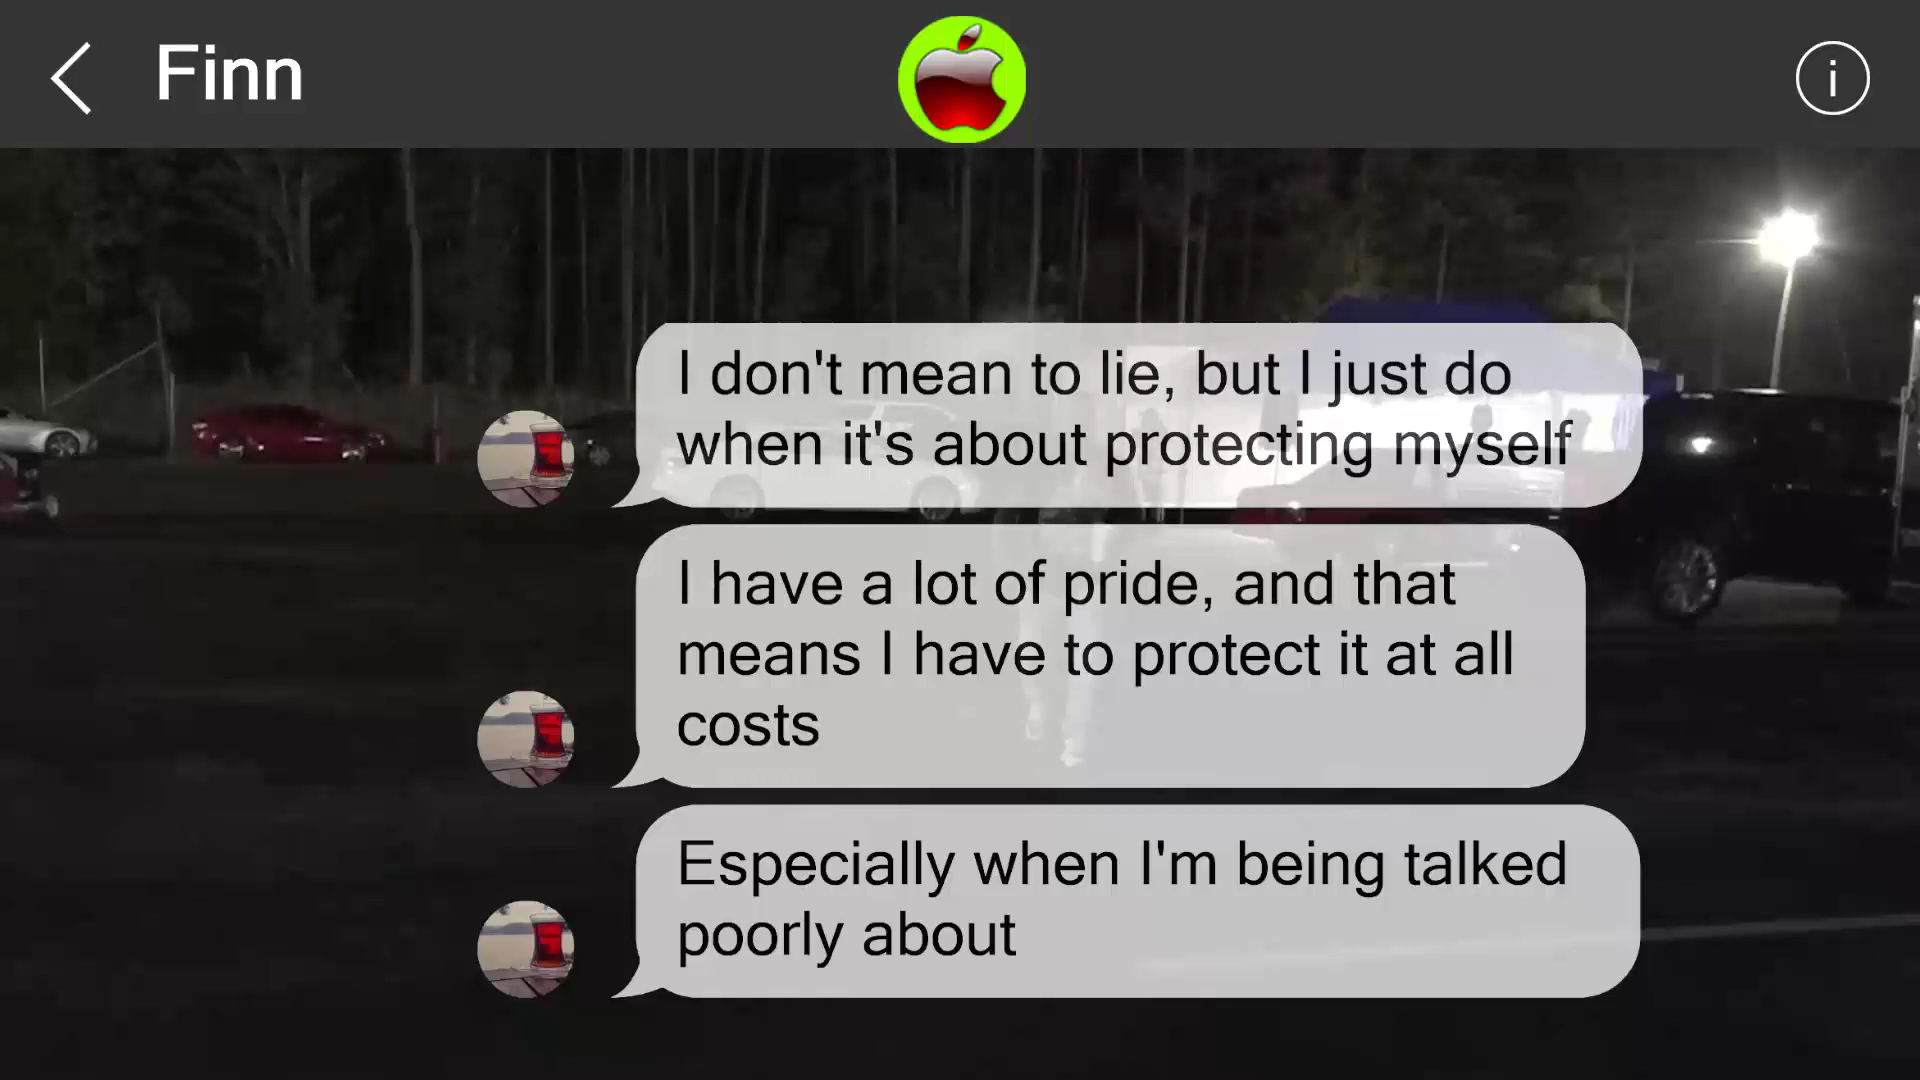 Finn
i
I don't mean to lie, but I just do
when it's about protecting myself
I have a lot of pride, and that
means I have to protect it at all
costs
Especially when I'm being talked
poorly about